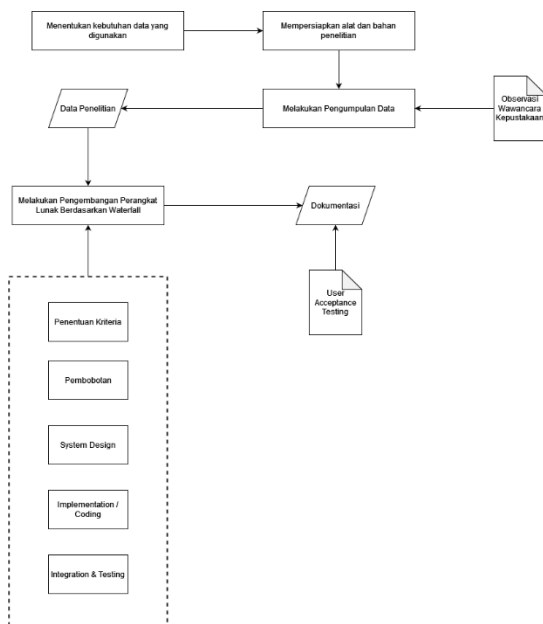 Menentukan kebutuhan data yang
digunakan
Mempersiapkan alat dan bahan
penelitian
Data Penelitian
Melakukan Pengumpulan Data
Observasi
Wawancara
Kepustakaan
Melakukan Pengembangan Perangkat
Lunak Berdasarkan Waterfall
Dokumentasi
User
Acceptance
Testing
Penentuan Kriteria
Pembobolan
System Design
Implementation /
Coding
Integration & Testing